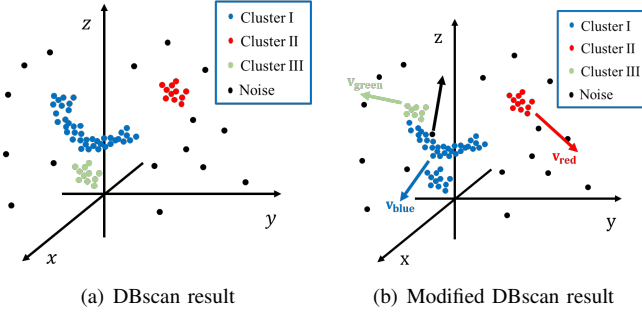 z
Cluster I
Cluster II
Cluster III
Noise
y
x
(a) DBscan result
z
Cluster I
Cluster II
Cluster III
Noise
v_green
v_red
v_blue
y
x
(b) Modified DBscan result